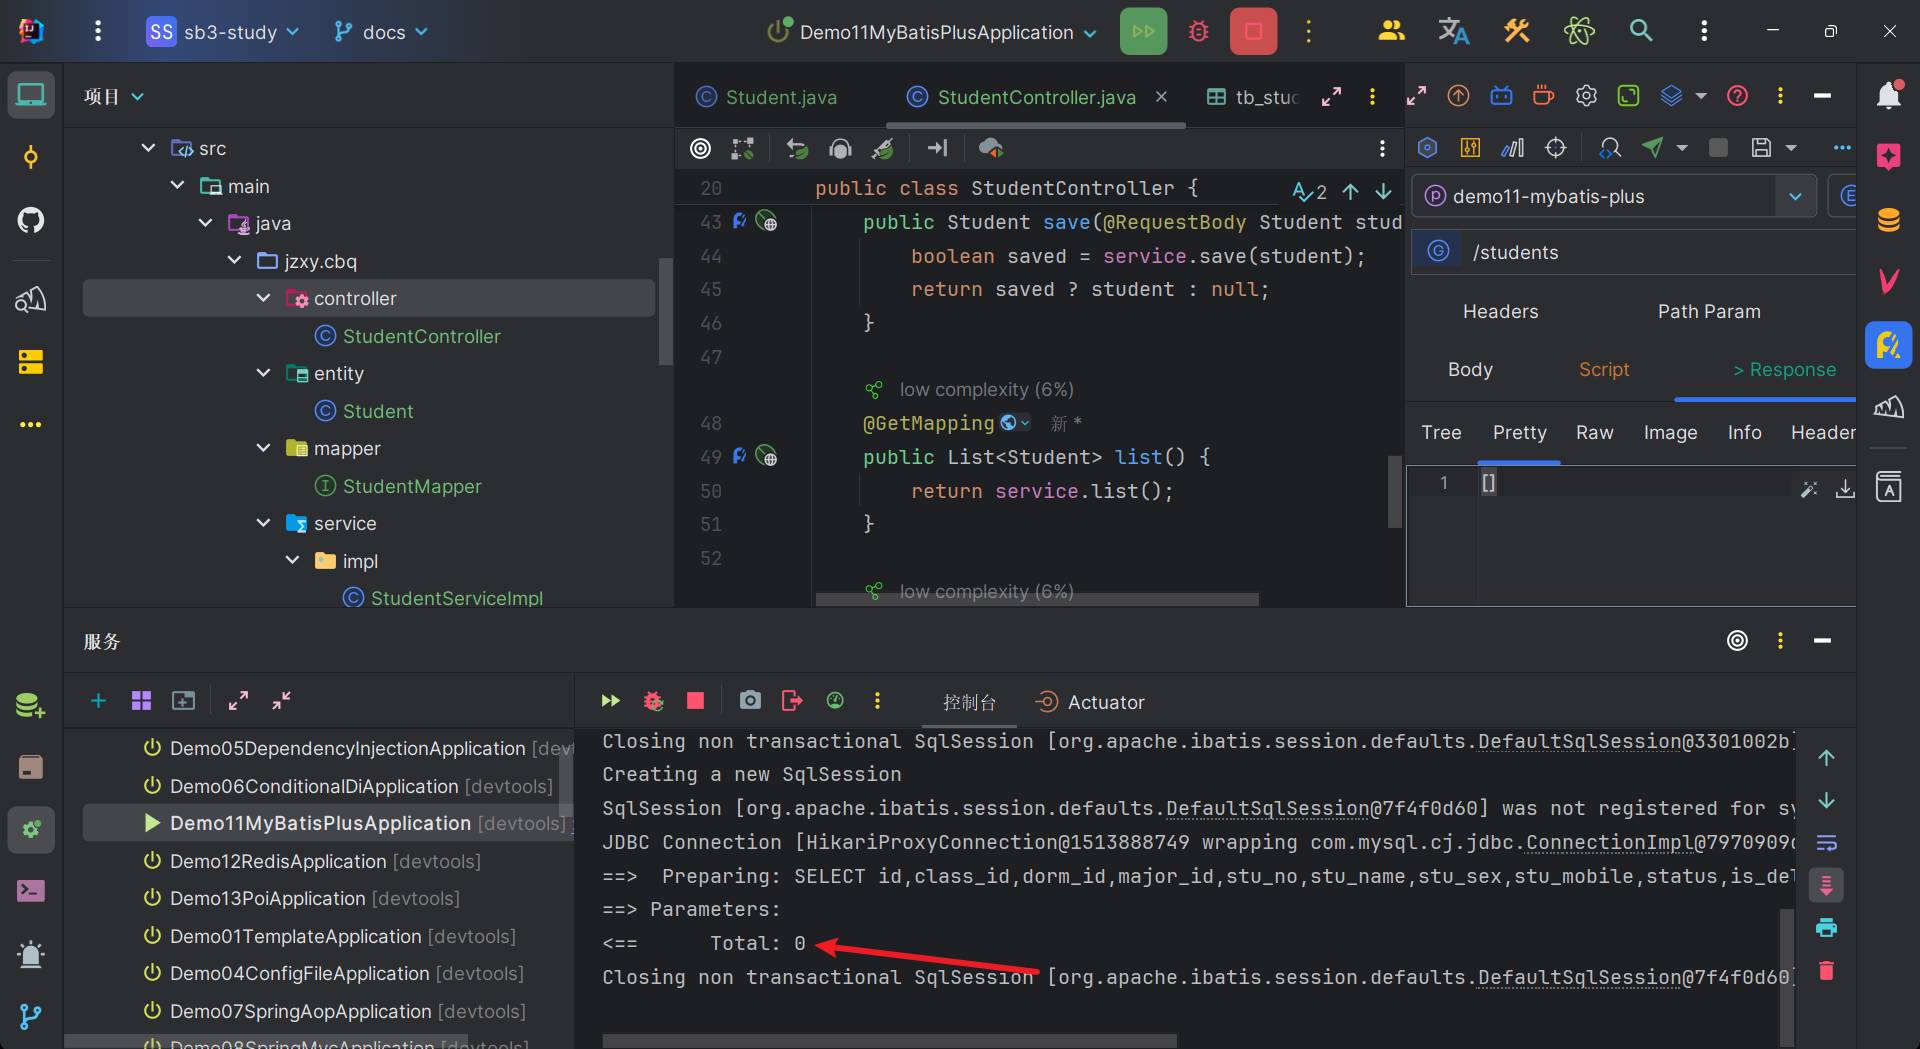 SS sb3-study docs Demo11MyBatisPlusApplication
项目
src
main
java
jzxy.cbq
controller
StudentController
entity
Student
mapper
StudentMapper
service
impl
StudentServiceImpl
Student.java StudentController.java tb_stud
20 public class StudentController { 2
43 public Student save(@RequestBody Student stud
44 boolean saved = service.save(student);
45 return saved ? student : null;
46 }
47
low complexity (6%)
48 @GetMapping 新 *
49 public List<Student> list() {
50 return service.list();
51 }
52
low complexity (6%)
demo11-mybatis-plus
/students
Headers Path Param
Body Script > Response
Tree Pretty Raw Image Info Header
1 []
服务
控制台 Actuator
Demo05DependencyInjectionApplication [devt
Demo06ConditionalDiApplication [devtools]
Demo11MyBatisPlusApplication [devtools]
Demo12RedisApplication [devtools]
Demo13PoiApplication [devtools]
Demo01TemplateApplication [devtools]
Demo04ConfigFileApplication [devtools]
Demo07SpringAopApplication [devtools]
Demo08SpringMvcApplication [devtools]
Closing non transactional SqlSession [org.apache.ibatis.session.defaults.DefaultSqlSession@3301002b]
Creating a new SqlSession
SqlSession [org.apache.ibatis.session.defaults.DefaultSqlSession@7f4f0d60] was not registered for sy
JDBC Connection [HikariProxyConnection@1513888749 wrapping com.mysql.cj.jdbc.ConnectionImpl@7970909c
==>  Preparing: SELECT id,class_id,dorm_id,major_id,stu_no,stu_name,stu_sex,stu_mobile,status,is_del
==> Parameters:
<==      Total: 0
Closing non transactional SqlSession [org.apache.ibatis.session.defaults.DefaultSqlSession@7f4f0d60]